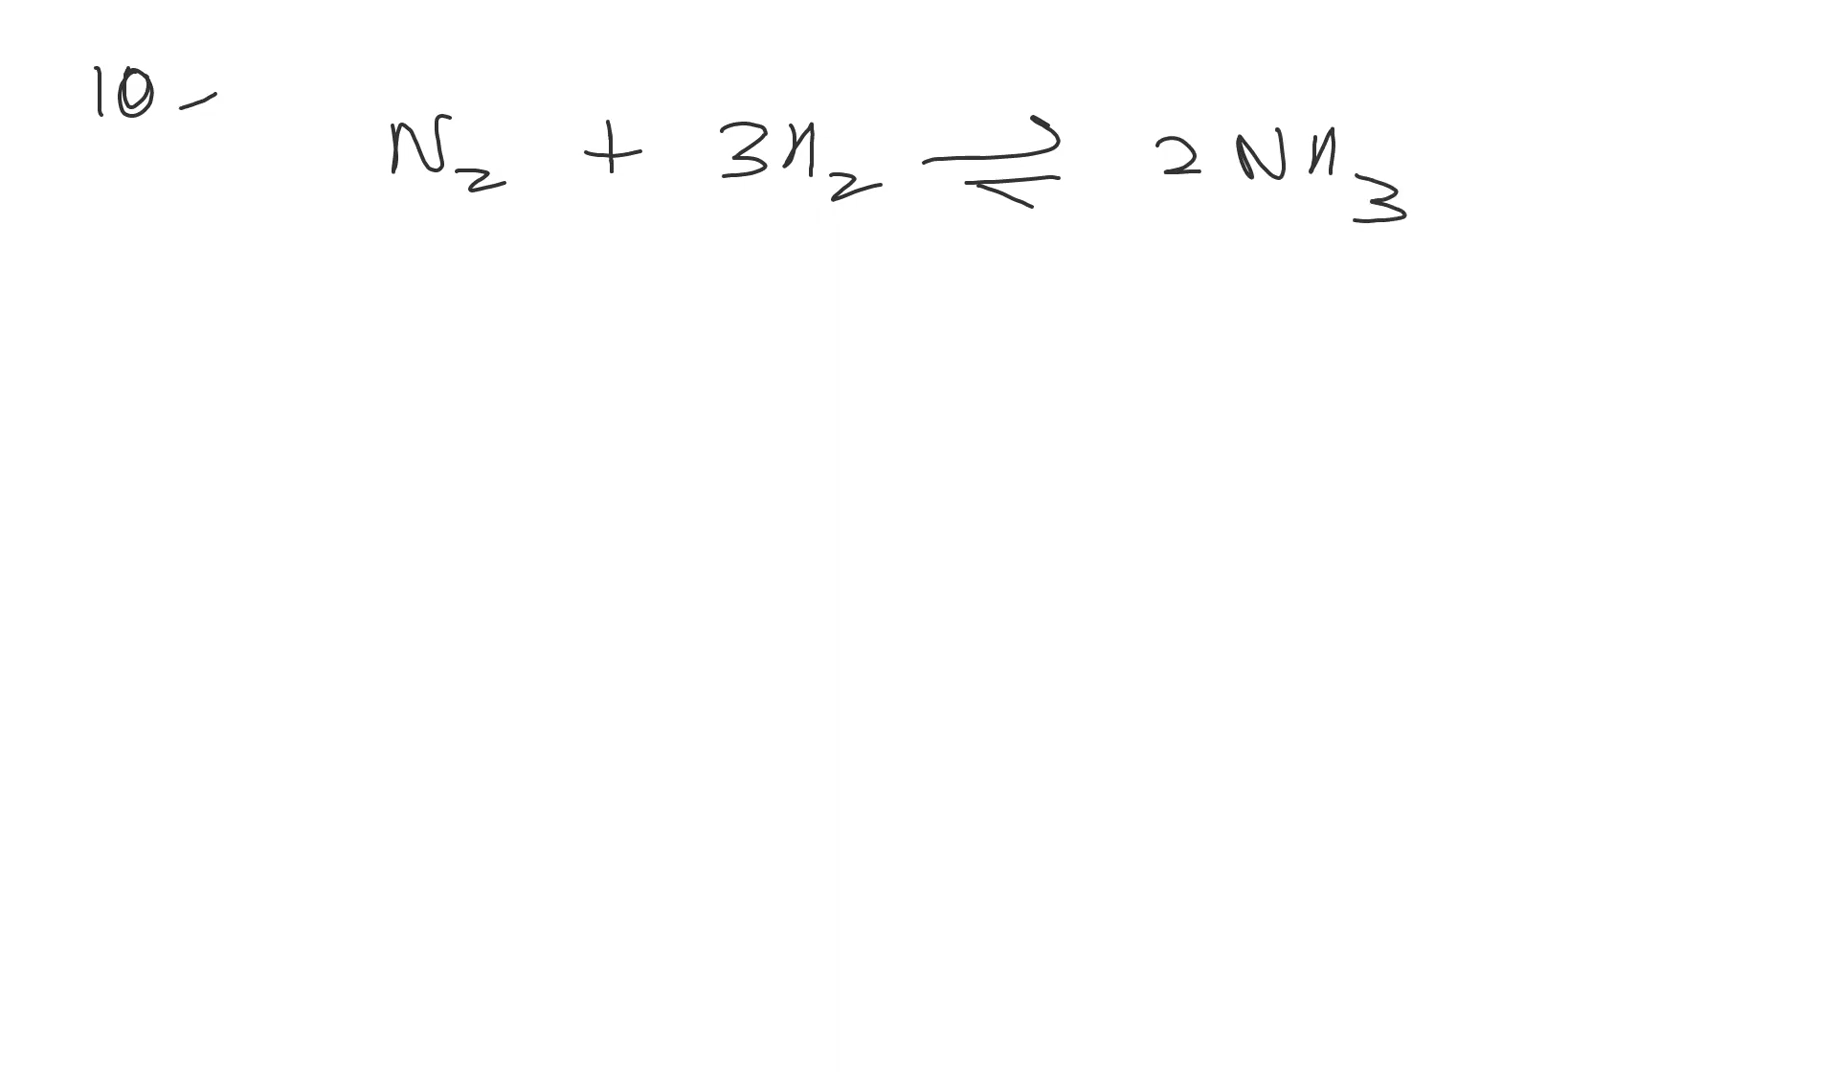 10-
N₂ + 3H₂ ⇌ 2NH₃